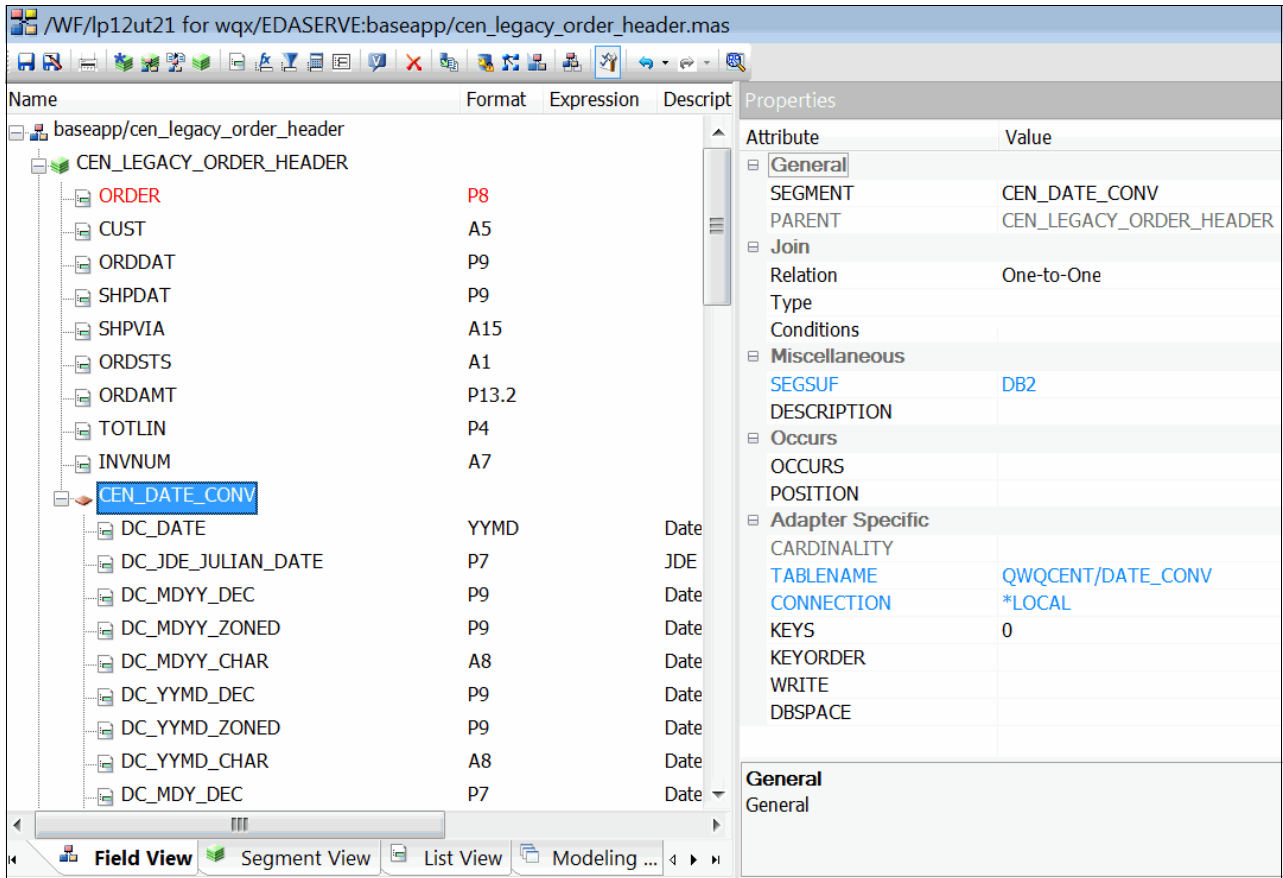 /WF/lp12ut21 for wqx/EDASERVE:baseapp/cen_legacy_order_header.mas
Name Format Expression Descript
baseapp/cen_legacy_order_header
CEN_LEGACY_ORDER_HEADER
ORDER P8
CUST A5
ORDDAT P9
SHPDAT P9
SHPVIA A15
ORDSTS A1
ORDAMT P13.2
TOTLIN P4
INVNUM A7
CEN_DATE_CONV
DC_DATE YYMD Date
DC_JDE_JULIAN_DATE P7 JDE
DC_MDYY_DEC P9 Date
DC_MDYY_ZONED P9 Date
DC_MDYY_CHAR A8 Date
DC_YYMD_DEC P9 Date
DC_YYMD_ZONED P9 Date
DC_YYMD_CHAR A8 Date
DC_MDY_DEC P7 Date
Field View Segment View List View Modeling ...
Properties
Attribute Value
General
SEGMENT CEN_DATE_CONV
PARENT CEN_LEGACY_ORDER_HEADER
Join
Relation One-to-One
Type
Conditions
Miscellaneous
SEGSUF DB2
DESCRIPTION
Occurs
OCCURS
POSITION
Adapter Specific
CARDINALITY
TABLENAME QWQCENT/DATE_CONV
CONNECTION *LOCAL
KEYS 0
KEYORDER
WRITE
DBSPACE
General
General